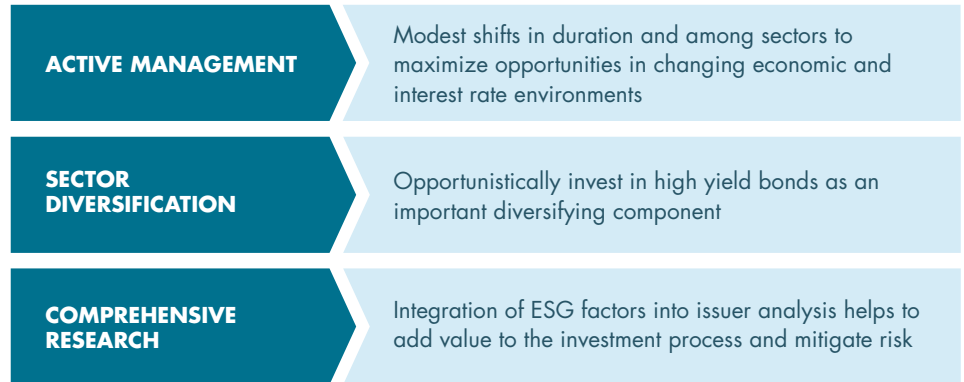 ACTIVE MANAGEMENT
Modest shifts in duration and among sectors to
maximize opportunities in changing economic and
interest rate environments
SECTOR
DIVERSIFICATION
Opportunistically invest in high yield bonds as an
important diversifying component
COMPREHENSIVE
RESEARCH
Integration of ESG factors into issuer analysis helps to
add value to the investment process and mitigate risk